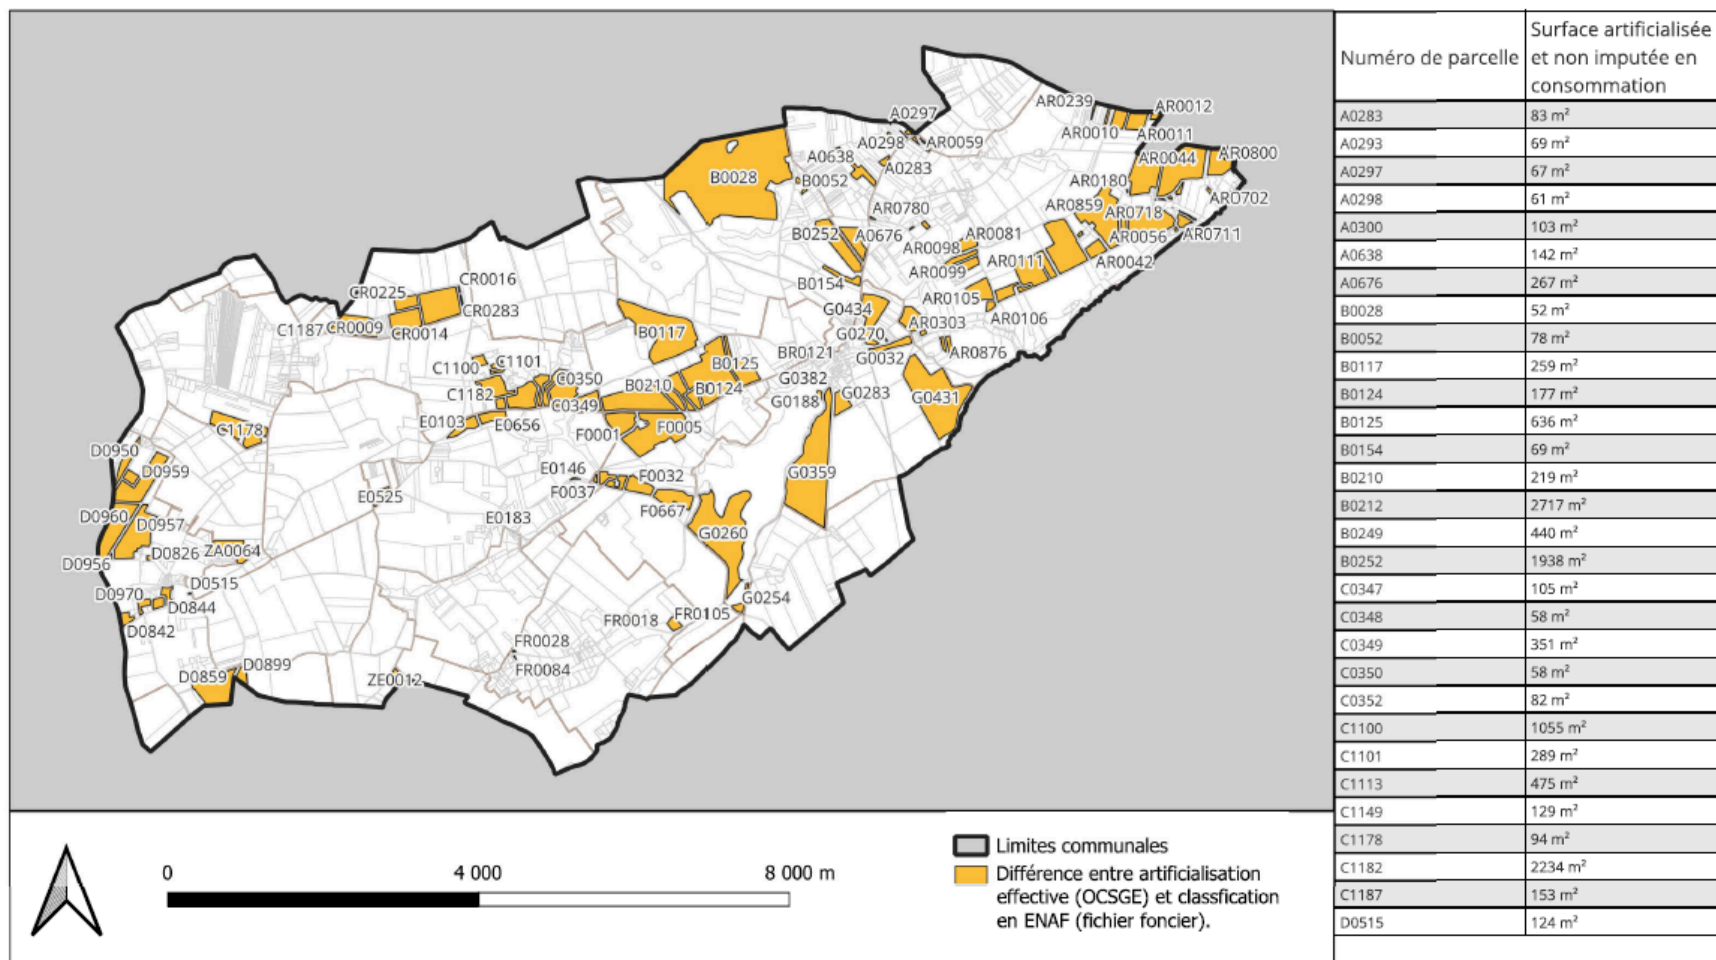 AR0239
AR0012
A0297
AR0010
AR0011
A0298
AR0059
A0638
AR0044
AR0800
A0283
B0028
B0052
AR0180
AR0702
AR0859
AR0780
AR0718
B0252
A0676
AR0081
AR0056
AR0711
AR0098
AR0111
AR0042
AR0099
CR0016
B0154
CR0225
AR0105
CR0283
G0434
AR0106
C1187
CR0009
CR0014
B0117
G0270
AR0303
BR0121
G0032
AR0876
C1100
C1101
B0125
C0350
B0210
B0124
G0382
C1182
G0283
G0188
G0431
C0349
E0103
E0656
F0001
F0005
C1178
D0950
D0959
E0146
F0032
G0359
F0037
E0525
F0667
D0960
D0957
E0183
G0260
D0826
ZA0064
D0956
D0515
D0970
D0844
G0254
FR0018
FR0105
D0842
FR0028
D0899
FR0084
D0859
ZE0012
0
4 000
8 000 m
Limites communales
Différence entre artificialisation
effective (OCSGE) et classfication
en ENAF (fichier foncier).
Numéro de parcelle
Surface artificialisée
et non imputée en
consommation
A0283 83 m²
A0293 69 m²
A0297 67 m²
A0298 61 m²
A0300 103 m²
A0638 142 m²
A0676 267 m²
B0028 52 m²
B0052 78 m²
B0117 259 m²
B0124 177 m²
B0125 636 m²
B0154 69 m²
B0210 219 m²
B0212 2717 m²
B0249 440 m²
B0252 1938 m²
C0347 105 m²
C0348 58 m²
C0349 351 m²
C0350 58 m²
C0352 82 m²
C1100 1055 m²
C1101 289 m²
C1113 475 m²
C1149 129 m²
C1178 94 m²
C1182 2234 m²
C1187 153 m²
D0515 124 m²